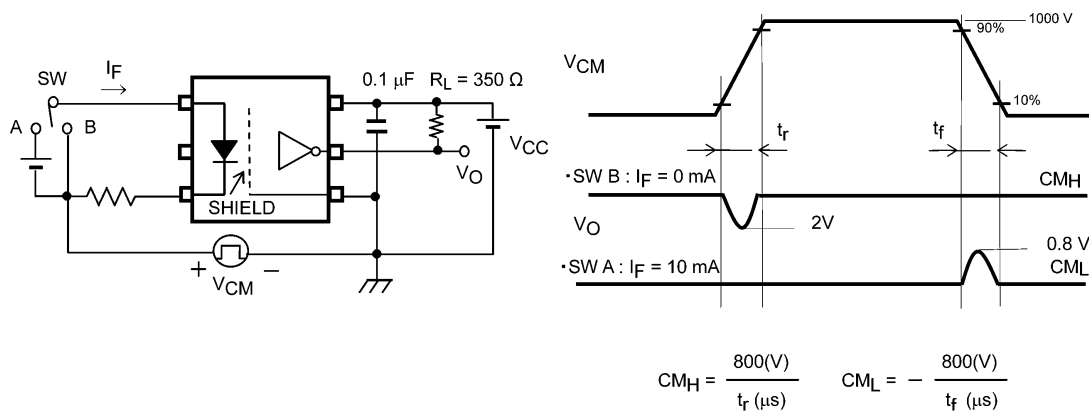 SW
I_F
A
B
0.1 μF
R_L = 350 Ω
V_CC
V_O
SHIELD
+
−
V_CM
V_CM
1000 V
90%
10%
t_r
t_f
・SW B : I_F = 0 mA
CM_H
V_O
2V
0.8 V
・SW A : I_F = 10 mA
CM_L
CM_H = 800(V) / t_r (μs)
CM_L = − 800(V) / t_f (μs)